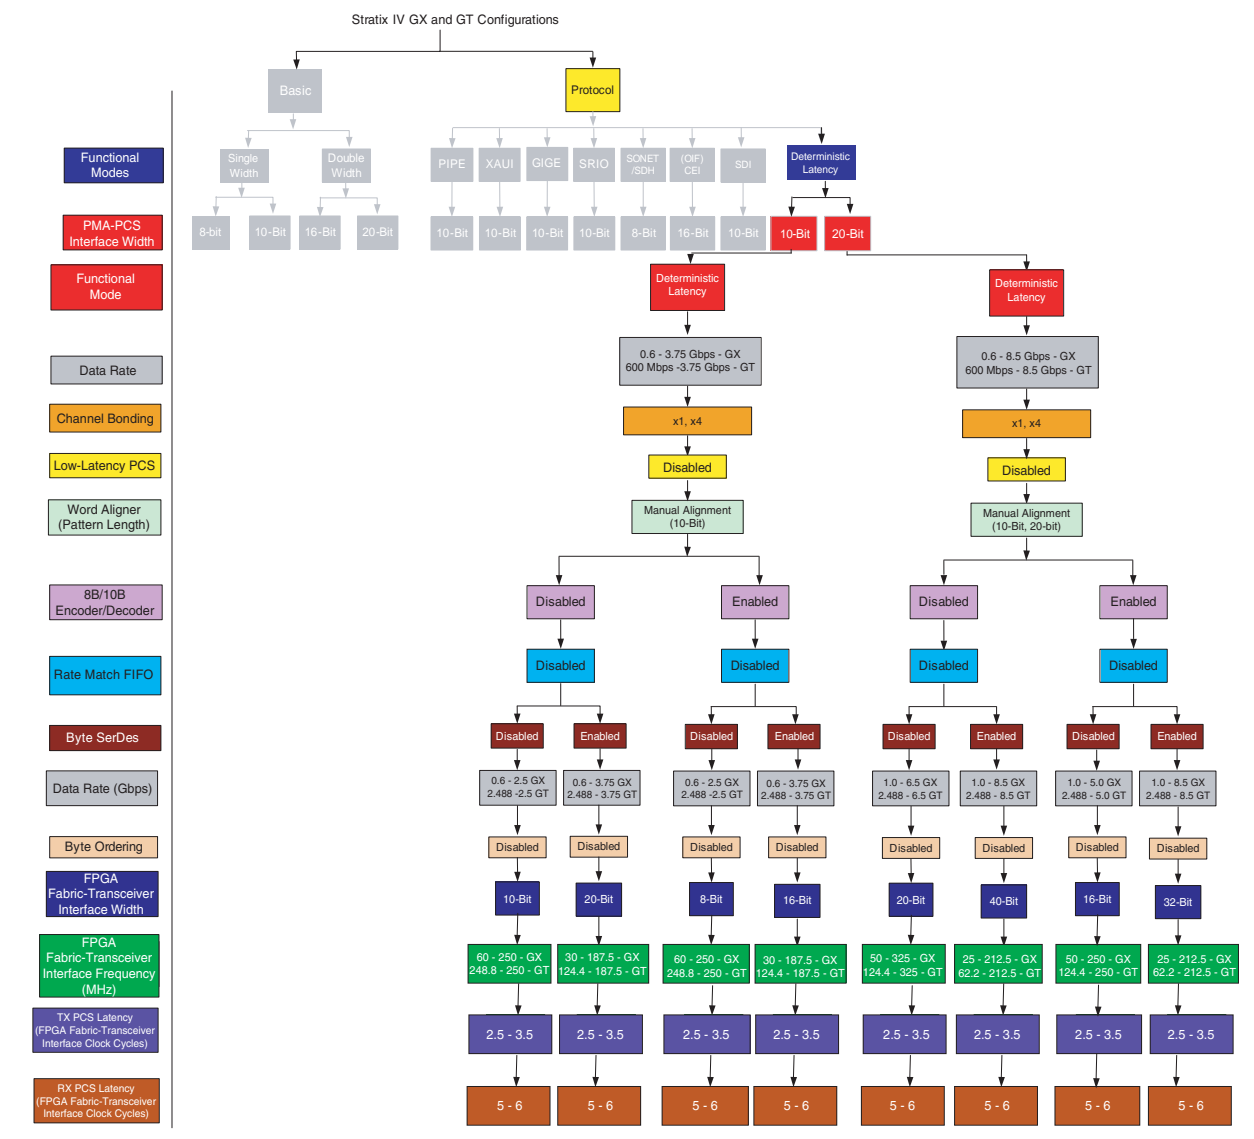 Stratix IV GX and GT Configurations
Basic
Protocol
Functional
Modes
Single
Width
Double
Width
PIPE
XAUI
GIGE
SRIO
SONET
/SDH
(OIF)
CEI
SDI
Deterministic
Latency
PMA-PCS
Interface Width
8-bit
10-Bit
16-Bit
20-Bit
10-Bit
10-Bit
10-Bit
10-Bit
8-Bit
16-Bit
10-Bit
10-Bit
20-Bit
Functional
Mode
Deterministic
Latency
Deterministic
Latency
Data Rate
0.6 - 3.75 Gbps - GX
600 Mbps -3.75 Gbps - GT
0.6 - 8.5 Gbps - GX
600 Mbps - 8.5 Gbps - GT
Channel Bonding
x1, x4
x1, x4
Low-Latency PCS
Disabled
Disabled
Word Aligner
(Pattern Length)
Manual Alignment
(10-Bit)
Manual Alignment
(10-Bit, 20-bit)
8B/10B
Encoder/Decoder
Disabled
Enabled
Disabled
Enabled
Rate Match FIFO
Disabled
Disabled
Disabled
Disabled
Byte SerDes
Disabled
Enabled
Disabled
Enabled
Disabled
Enabled
Disabled
Enabled
Data Rate (Gbps)
0.6 - 2.5 GX
2.488 -2.5 GT
0.6 - 3.75 GX
2.488 - 3.75 GT
0.6 - 2.5 GX
2.488 -2.5 GT
0.6 - 3.75 GX
2.488 - 3.75 GT
1.0 - 6.5 GX
2.488 - 6.5 GT
1.0 - 8.5 GX
2.488 - 8.5 GT
1.0 - 5.0 GX
2.488 - 5.0 GT
1.0 - 8.5 GX
2.488 - 8.5 GT
Byte Ordering
Disabled
Disabled
Disabled
Disabled
Disabled
Disabled
Disabled
Disabled
FPGA
Fabric-Transceiver
Interface Width
10-Bit
20-Bit
8-Bit
16-Bit
20-Bit
40-Bit
16-Bit
32-Bit
FPGA
Fabric-Transceiver
Interface Frequency
(MHz)
60 - 250 - GX
248.8 - 250 - GT
30 - 187.5 - GX
124.4 - 187.5 - GT
60 - 250 - GX
248.8 - 250 - GT
30 - 187.5 - GX
124.4 - 187.5 - GT
50 - 325 - GX
124.4 - 325 - GT
25 - 212.5 - GX
62.2 - 212.5 - GT
50 - 250 - GX
124.4 - 250 - GT
25 - 212.5 - GX
62.2 - 212.5 - GT
TX PCS Latency
(FPGA Fabric-Transceiver
Interface Clock Cycles)
2.5 - 3.5
2.5 - 3.5
2.5 - 3.5
2.5 - 3.5
2.5 - 3.5
2.5 - 3.5
2.5 - 3.5
2.5 - 3.5
RX PCS Latency
(FPGA Fabric-Transceiver
Interface Clock Cycles)
5 - 6
5 - 6
5 - 6
5 - 6
5 - 6
5 - 6
5 - 6
5 - 6